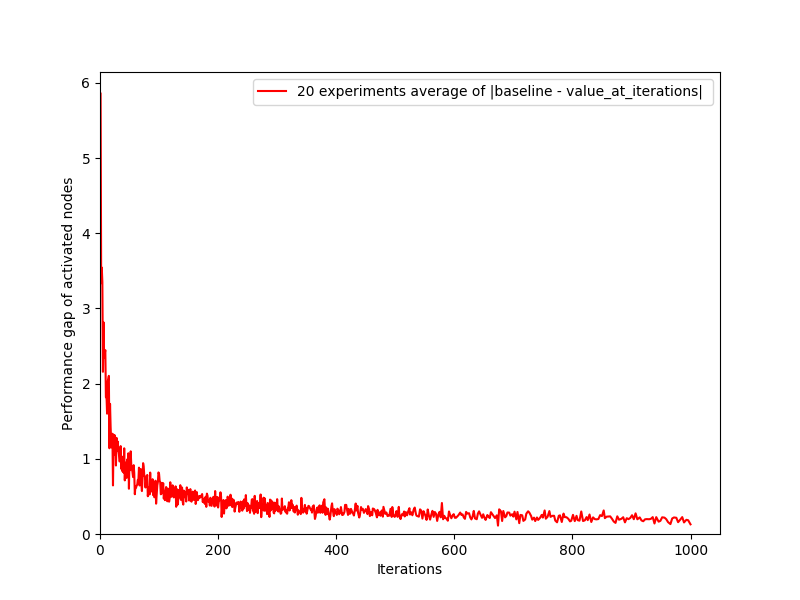 20 experiments average of |baseline - value_at_iterations|
Performance gap of activated nodes
6
5
4
3
2
1
0
0 200 400 600 800 1000
Iterations